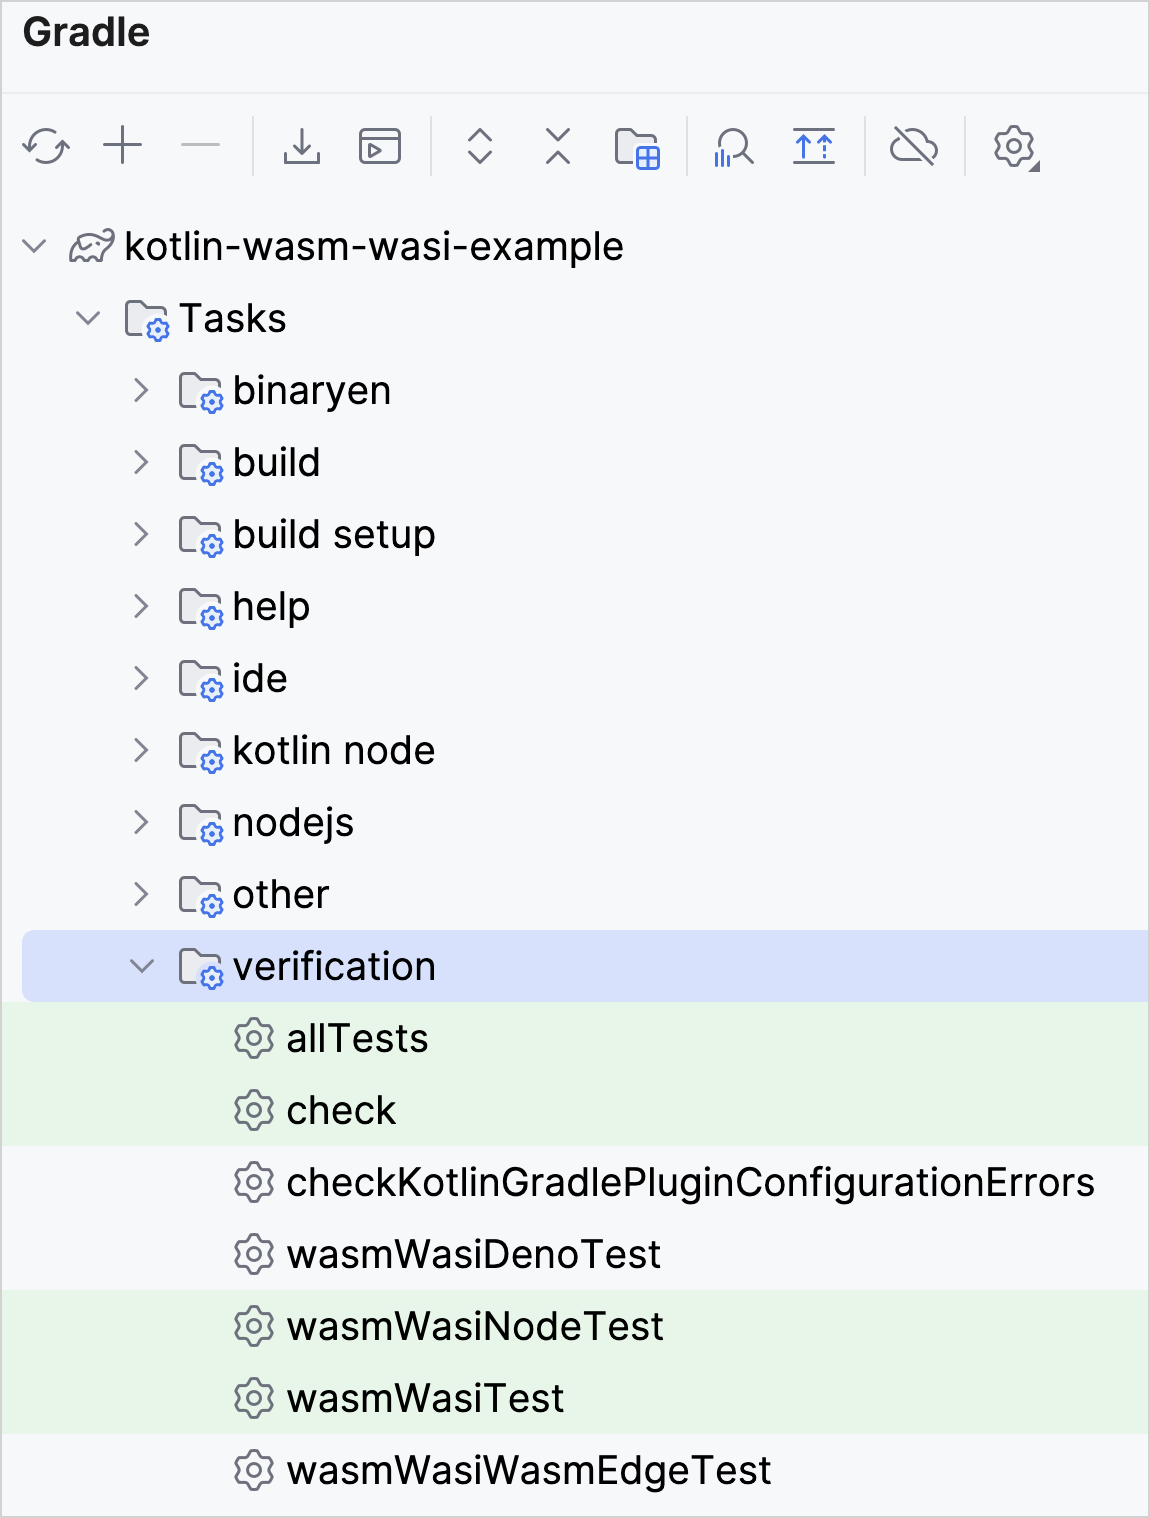 Gradle
kotlin-wasm-wasi-example
Tasks
binaryen
build
build setup
help
ide
kotlin node
nodejs
other
verification
allTests
check
checkKotlinGradlePluginConfigurationErrors
wasmWasiDenoTest
wasmWasiNodeTest
wasmWasiTest
wasmWasiWasmEdgeTest